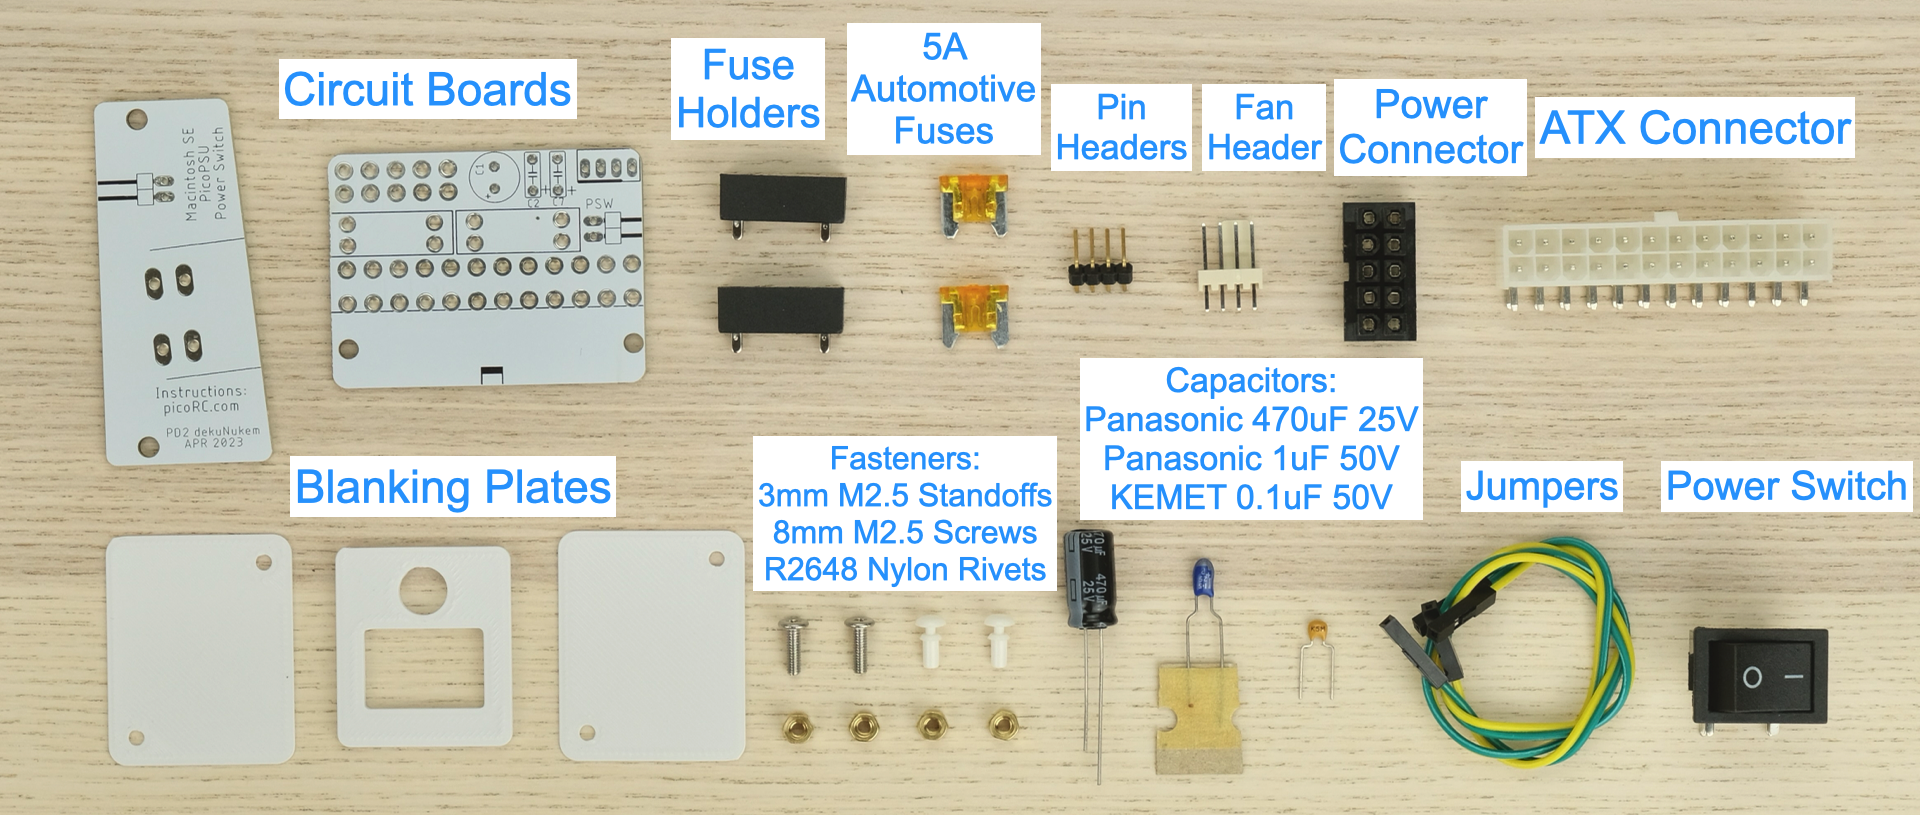 Circuit Boards
Fuse
Holders
5A
Automotive
Fuses
Pin
Headers
Fan
Header
Power
Connector
ATX Connector
Macintosh SE
PicoPSU
Power Switch
Instructions:
picoRC.com
PD2 dekuNukem
APR 2023
C1
C2
C7
PSW
Blanking Plates
Fasteners:
3mm M2.5 Standoffs
8mm M2.5 Screws
R2648 Nylon Rivets
Capacitors:
Panasonic 470uF 25V
Panasonic 1uF 50V
KEMET 0.1uF 50V
470µF
25V
470µF
25V
Jumpers
Power Switch
O I